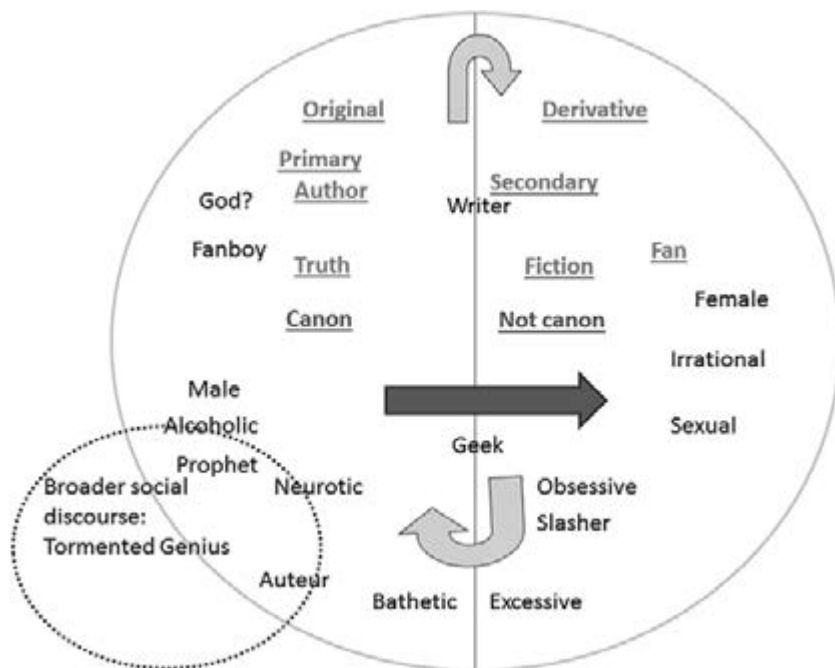 Original
Derivative
Primary
Author
Secondary
God?
Writer
Fanboy
Truth
Fiction
Fan
Female
Canon
Not canon
Irrational
Male
Alcoholic
Sexual
Geek
Prophet
Broader social
discourse:
Tormented Genius
Neurotic
Obsessive
Slasher
Auteur
Bathetic
Excessive